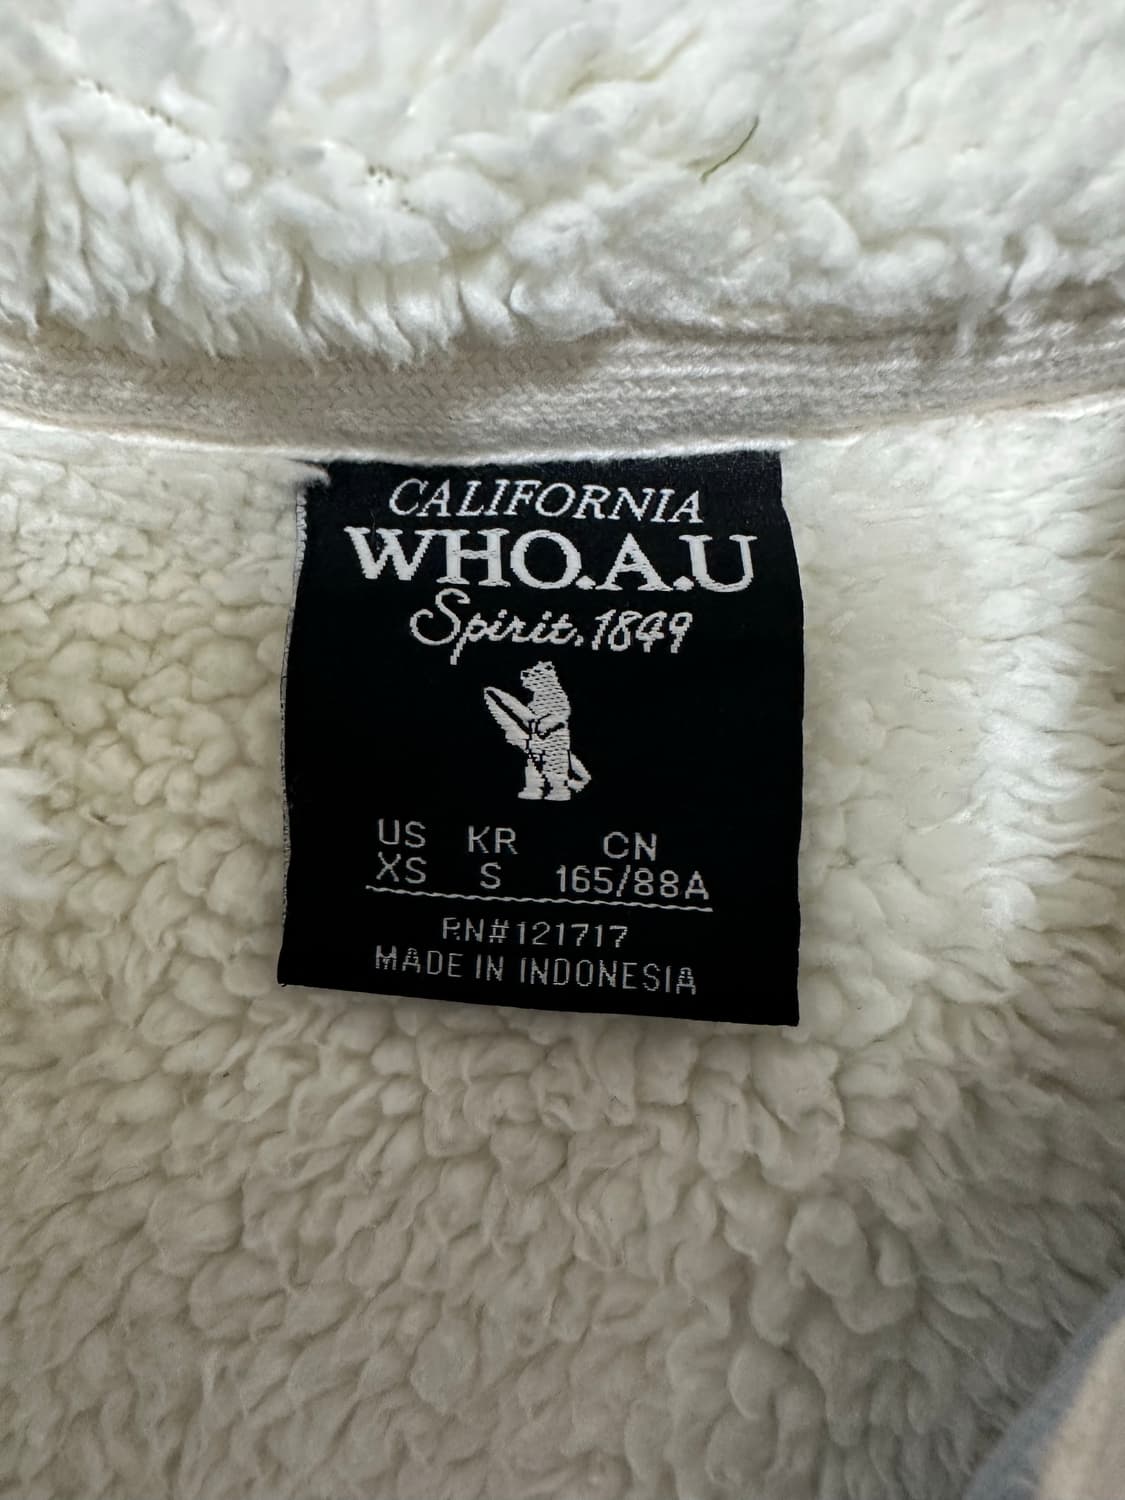 CALIFORNIA
WHO.A.U
Spirit.1849
US KR CN
XS S 165/88A
RN#121717
MADE IN INDONESIA